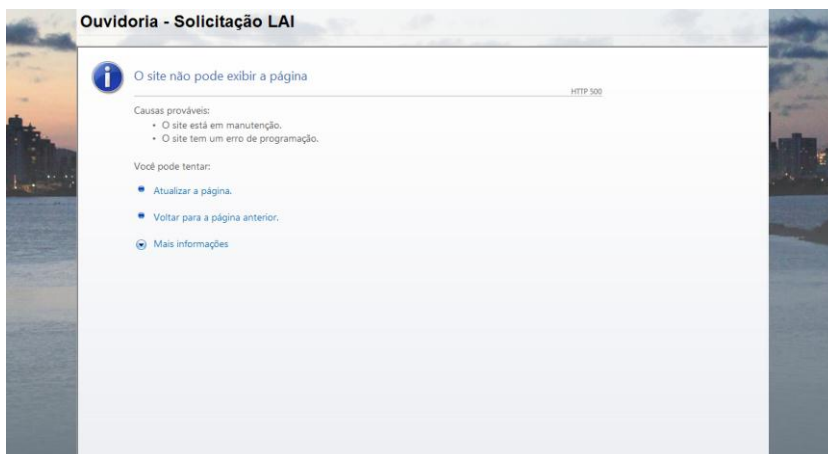 Ouvidoria - Solicitação LAI
O site não pode exibir a página
HTTP 500
Causas prováveis:
• O site está em manutenção.
• O site tem um erro de programação.
Você pode tentar:
Atualizar a página.
Voltar para a página anterior.
Mais informações